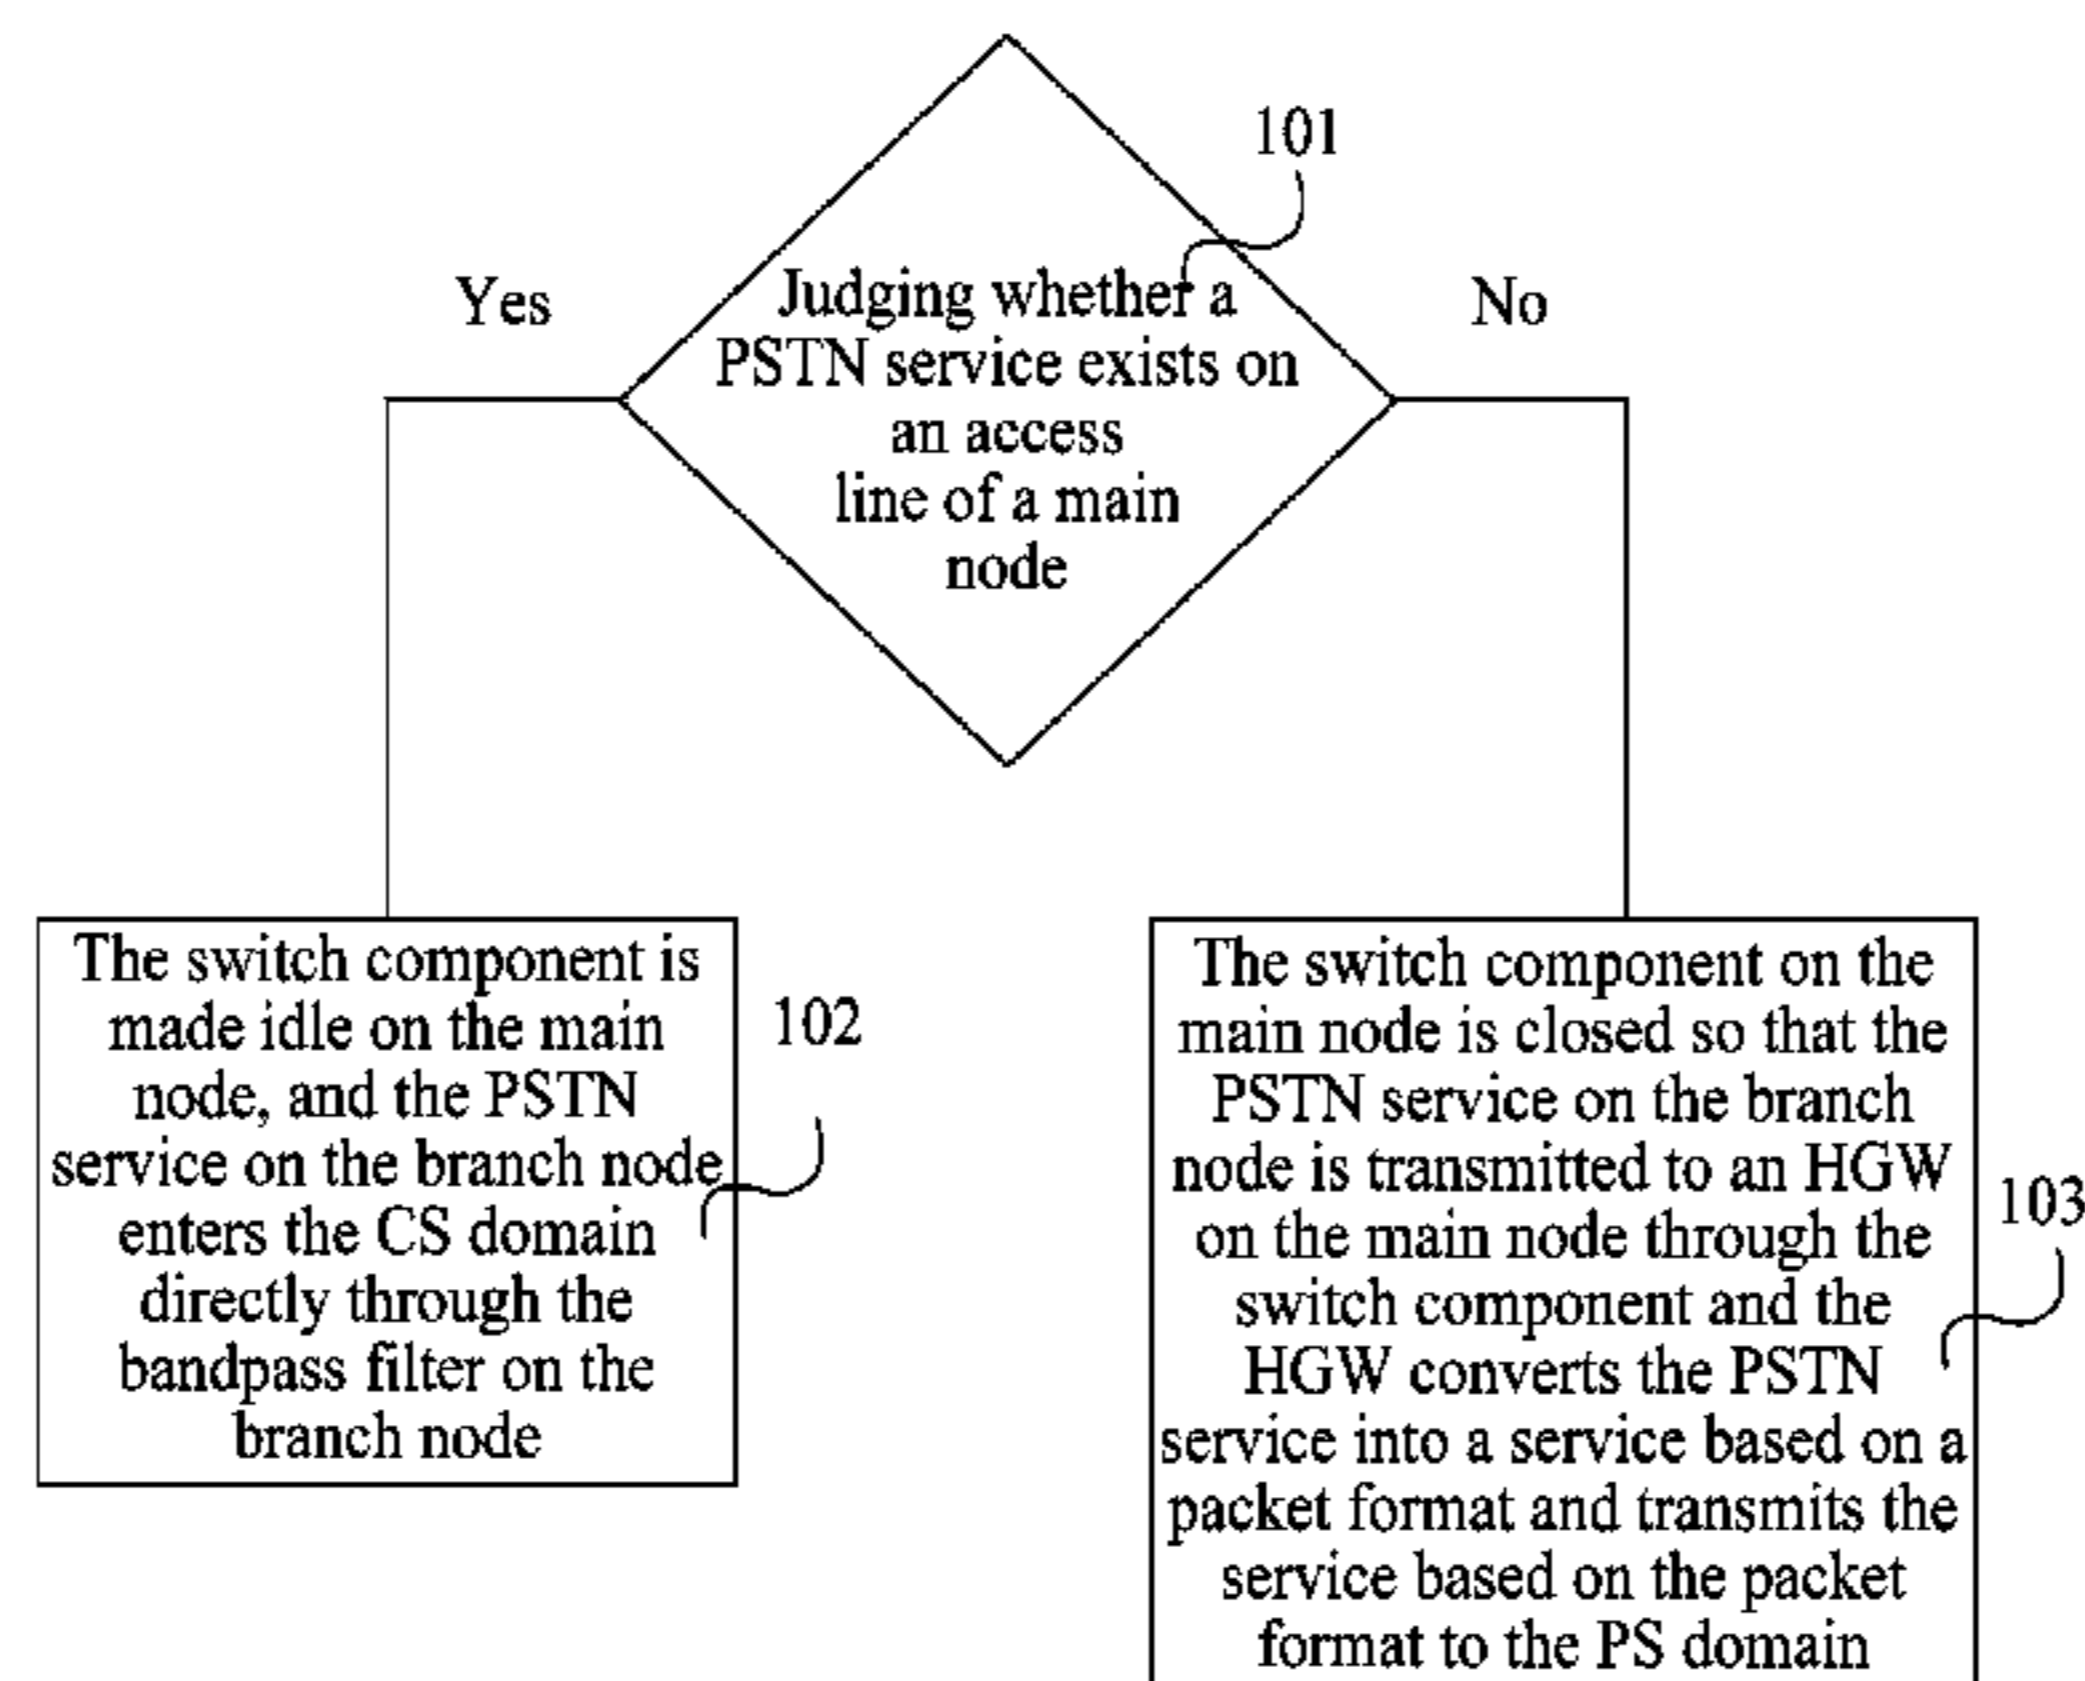 101
Yes
No
Judging whether a
PSTN service exists on
an access
line of a main
node
The switch component is
made idle on the main
node, and the PSTN
service on the branch node
enters the CS domain
directly through the
bandpass filter on the
branch node
102
The switch component on the
main node is closed so that the
PSTN service on the branch
node is transmitted to an HGW
on the main node through the
switch component and the
HGW converts the PSTN
service into a service based on a
packet format and transmits the
service based on the packet
format to the PS domain
103